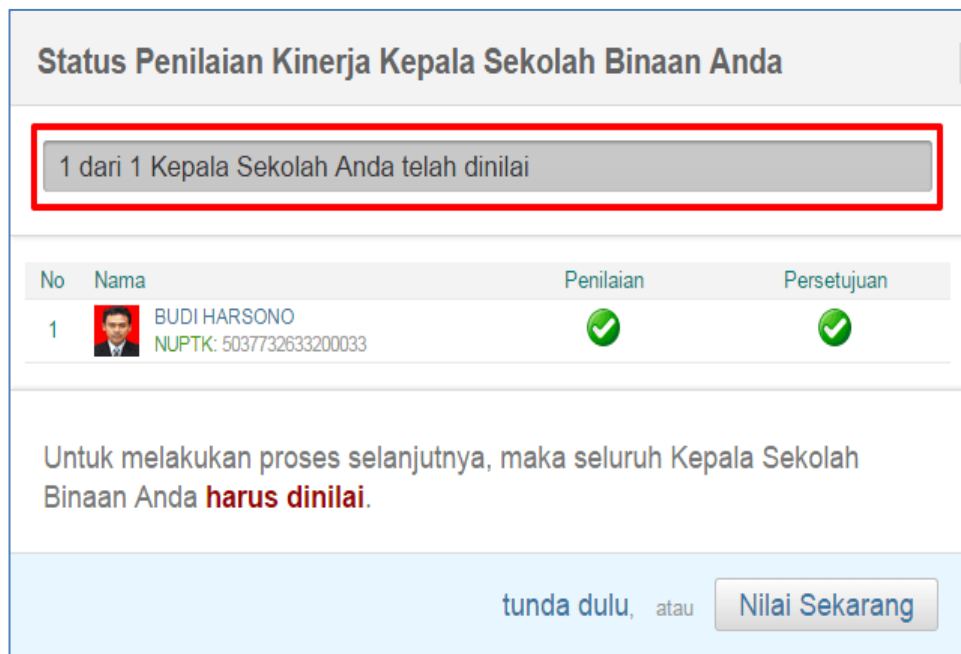 Status Penilaian Kinerja Kepala Sekolah Binaan Anda
1 dari 1 Kepala Sekolah Anda telah dinilai
No Nama Penilaian Persetujuan
1 BUDI HARSONO
NUPTK: 5037732633200033
Untuk melakukan proses selanjutnya, maka seluruh Kepala Sekolah
Binaan Anda harus dinilai.
tunda dulu, atau Nilai Sekarang